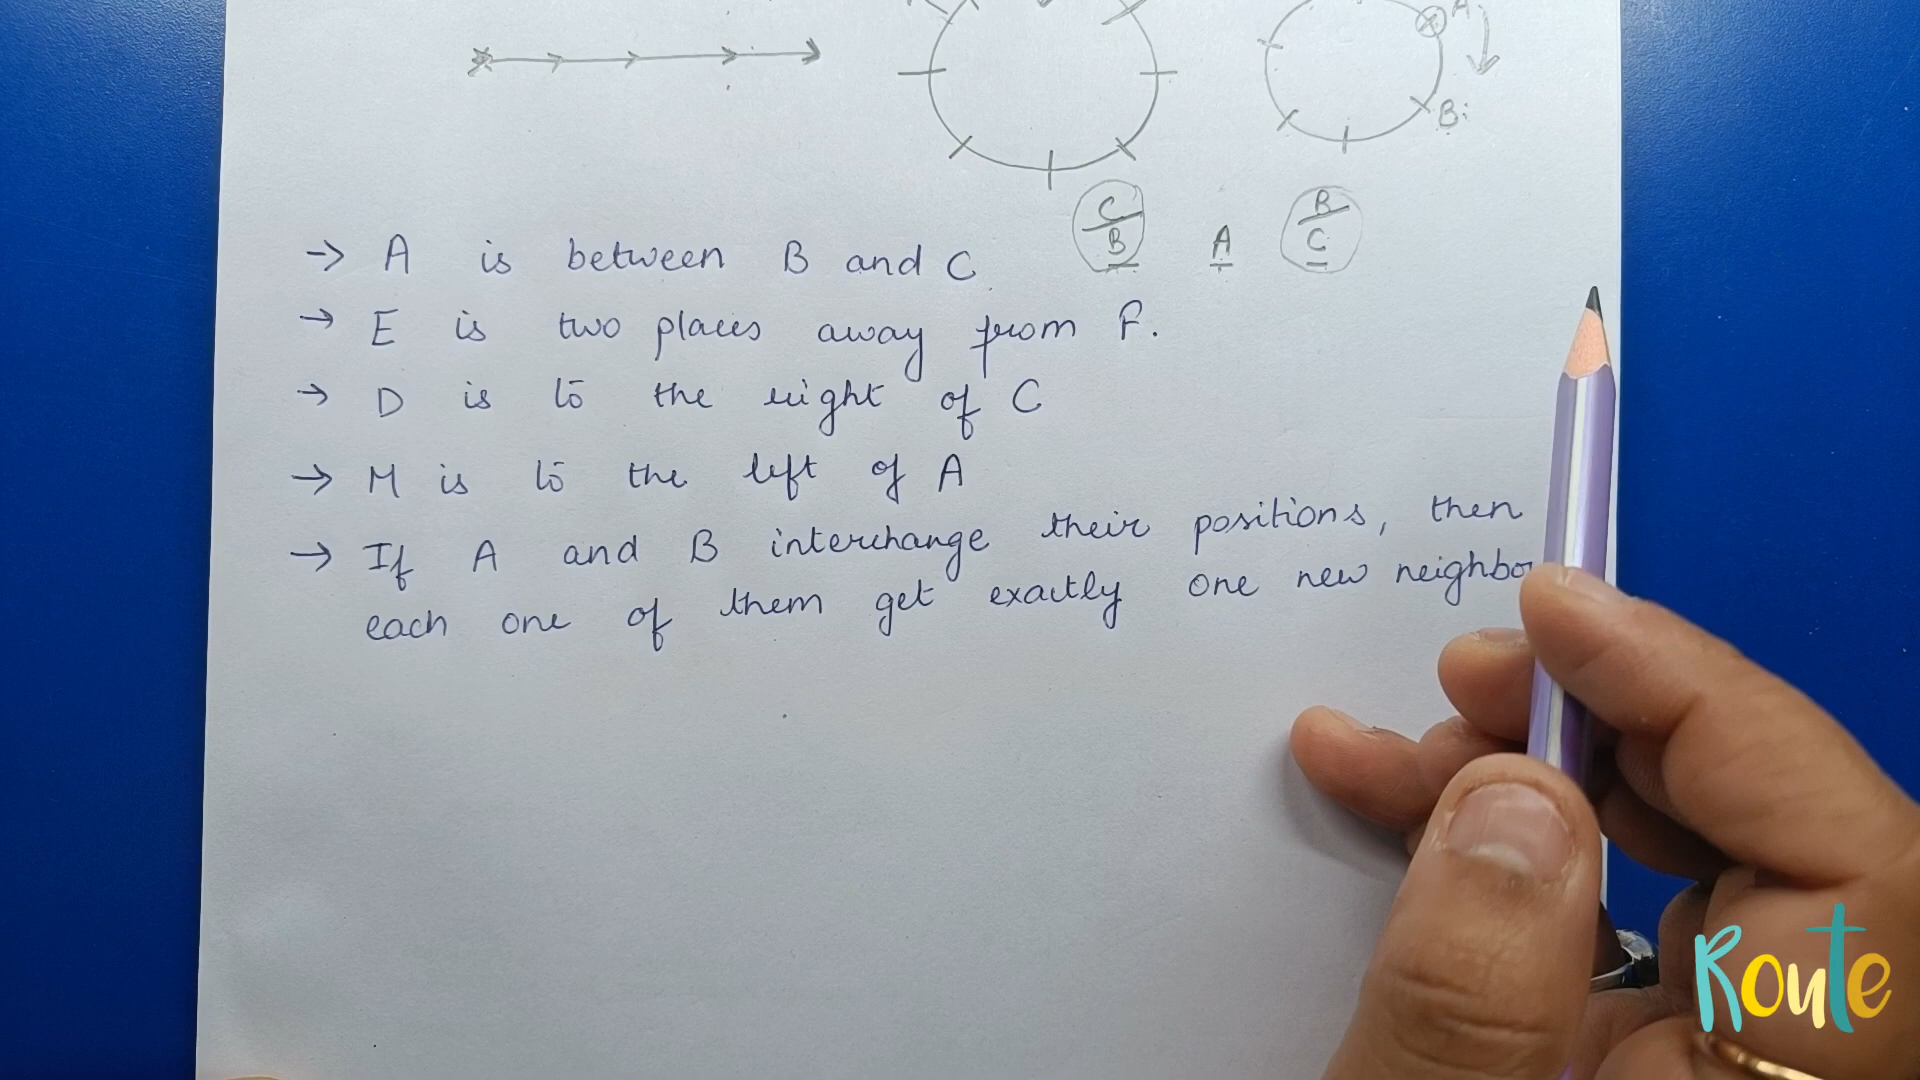 A
B
C
B
A
B
C
→ A is between B and C
→ E is two places away from F.
→ D is to the right of C
→ M is to the left of A
→ If A and B interchange their positions, then
each one of them get exactly one new
Route